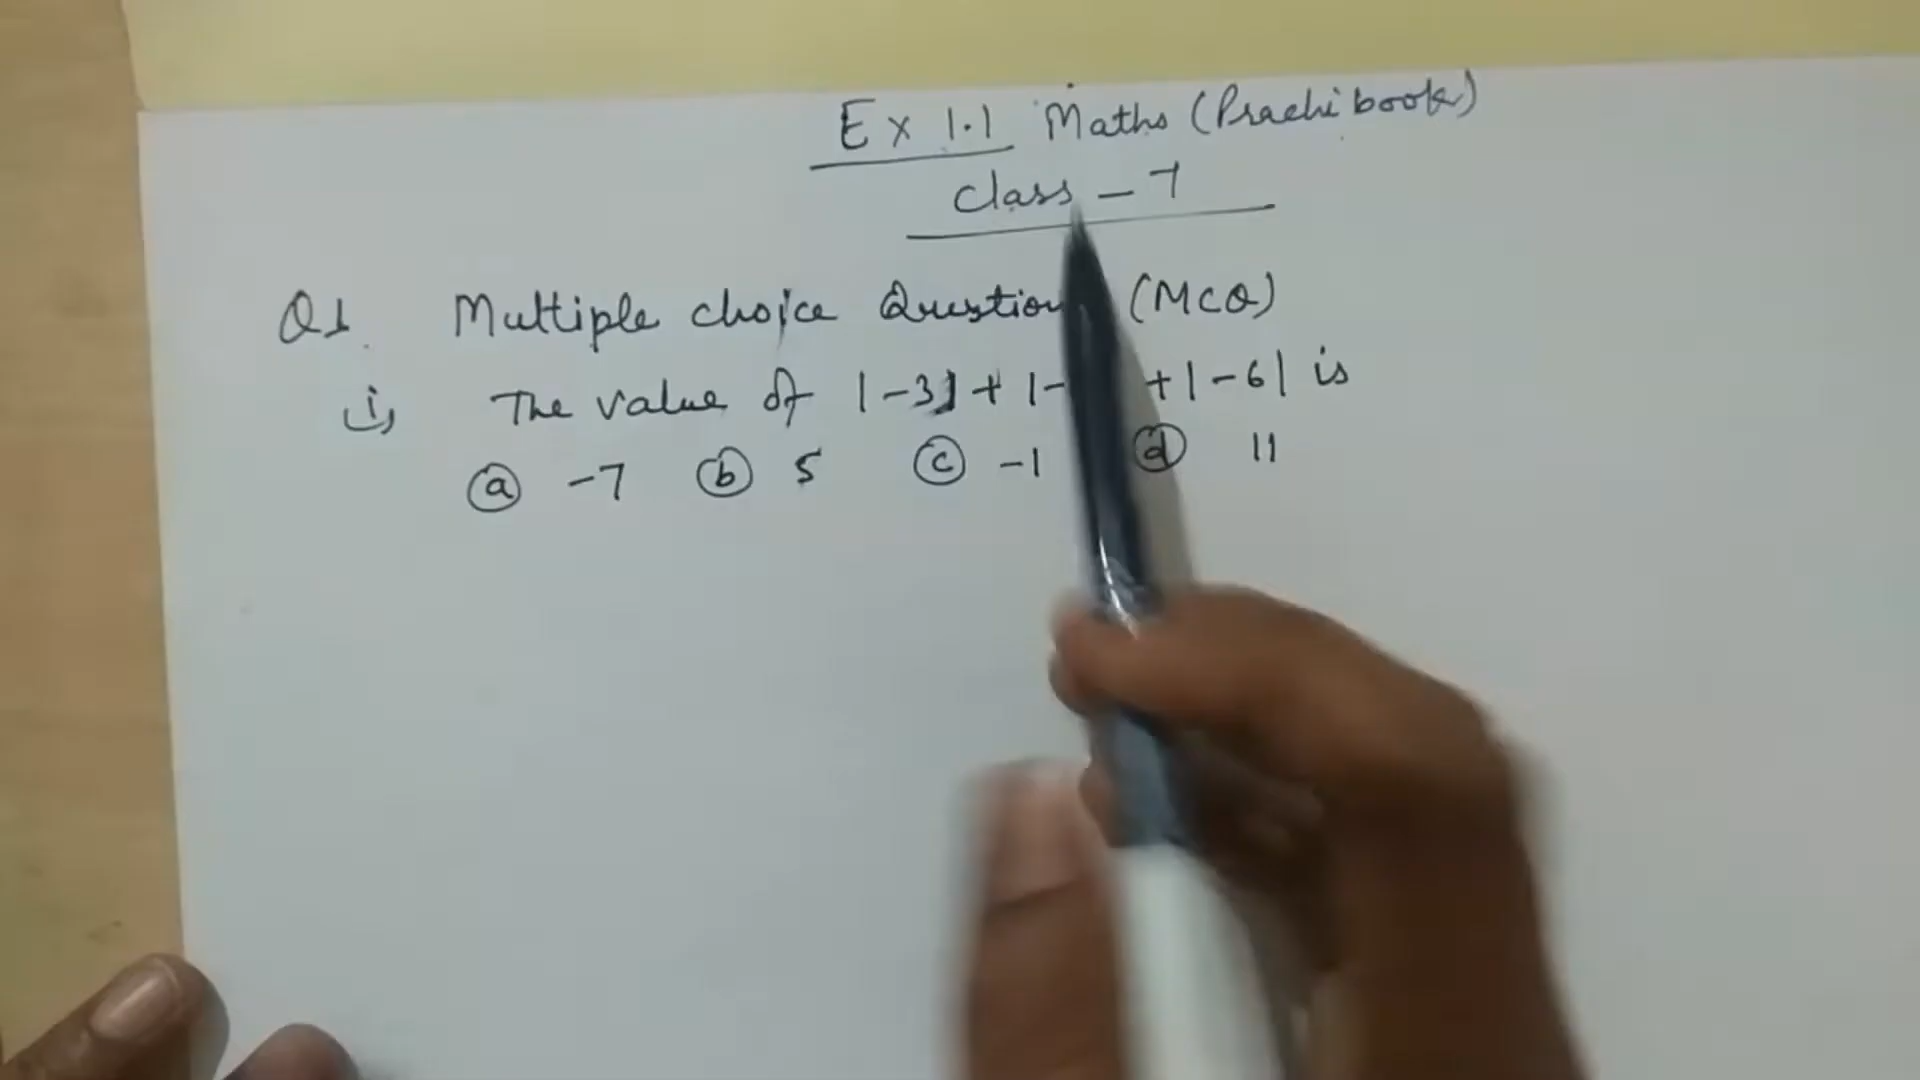 Ex 1.1 Maths (Prachi book)
Class - 7
Q1. Multiple choice Question (MCQ)
i) The value of |-3|+ |- +|-6| is
a -7 b 5 c -1 d 11